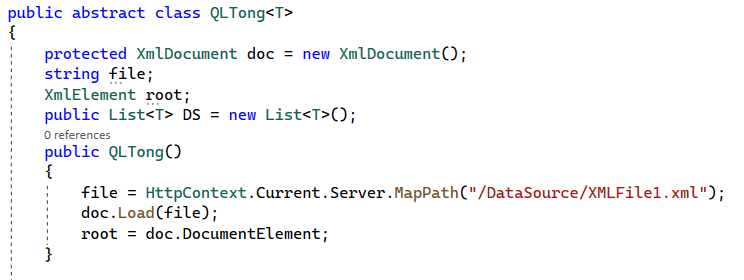 public abstract class QLTong<T>
{
protected XmlDocument doc = new XmlDocument();
string file;
XmlElement root;
public List<T> DS = new List<T>();
0 references
public QLTong()
{
file = HttpContext.Current.Server.MapPath("/DataSource/XMLFile1.xml");
doc.Load(file);
root = doc.DocumentElement;
}